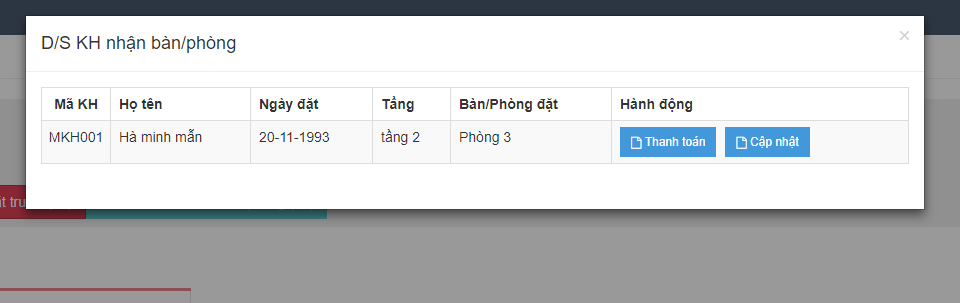 D/S KH nhận bàn/phòng
×
Mã KH Họ tên Ngày đặt Tầng Bàn/Phòng đặt Hành động
MKH001 Hà minh mẫn 20-11-1993 tầng 2 Phòng 3 Thanh toán Cập nhật